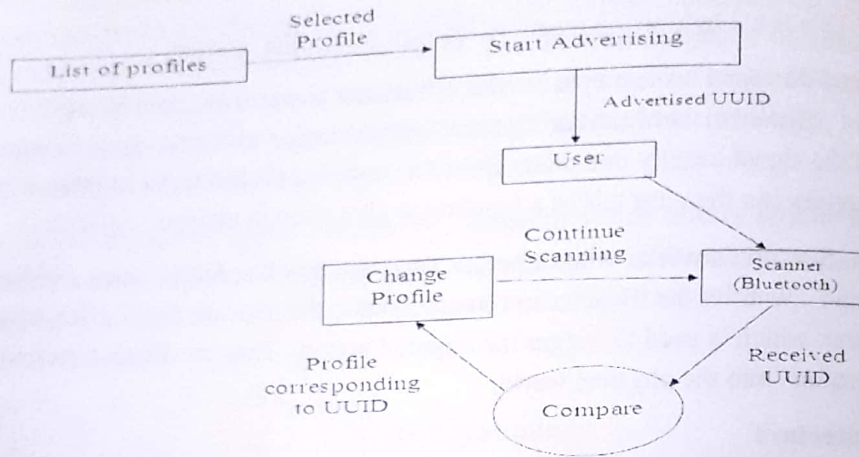 Selected
Profile
List of profiles
Start Advertising
Advertised UUID
User
Continue
Scanning
Change
Profile
Scanner
(Bluetooth)
Profile
corresponding
to UUID
Received
UUID
Compare